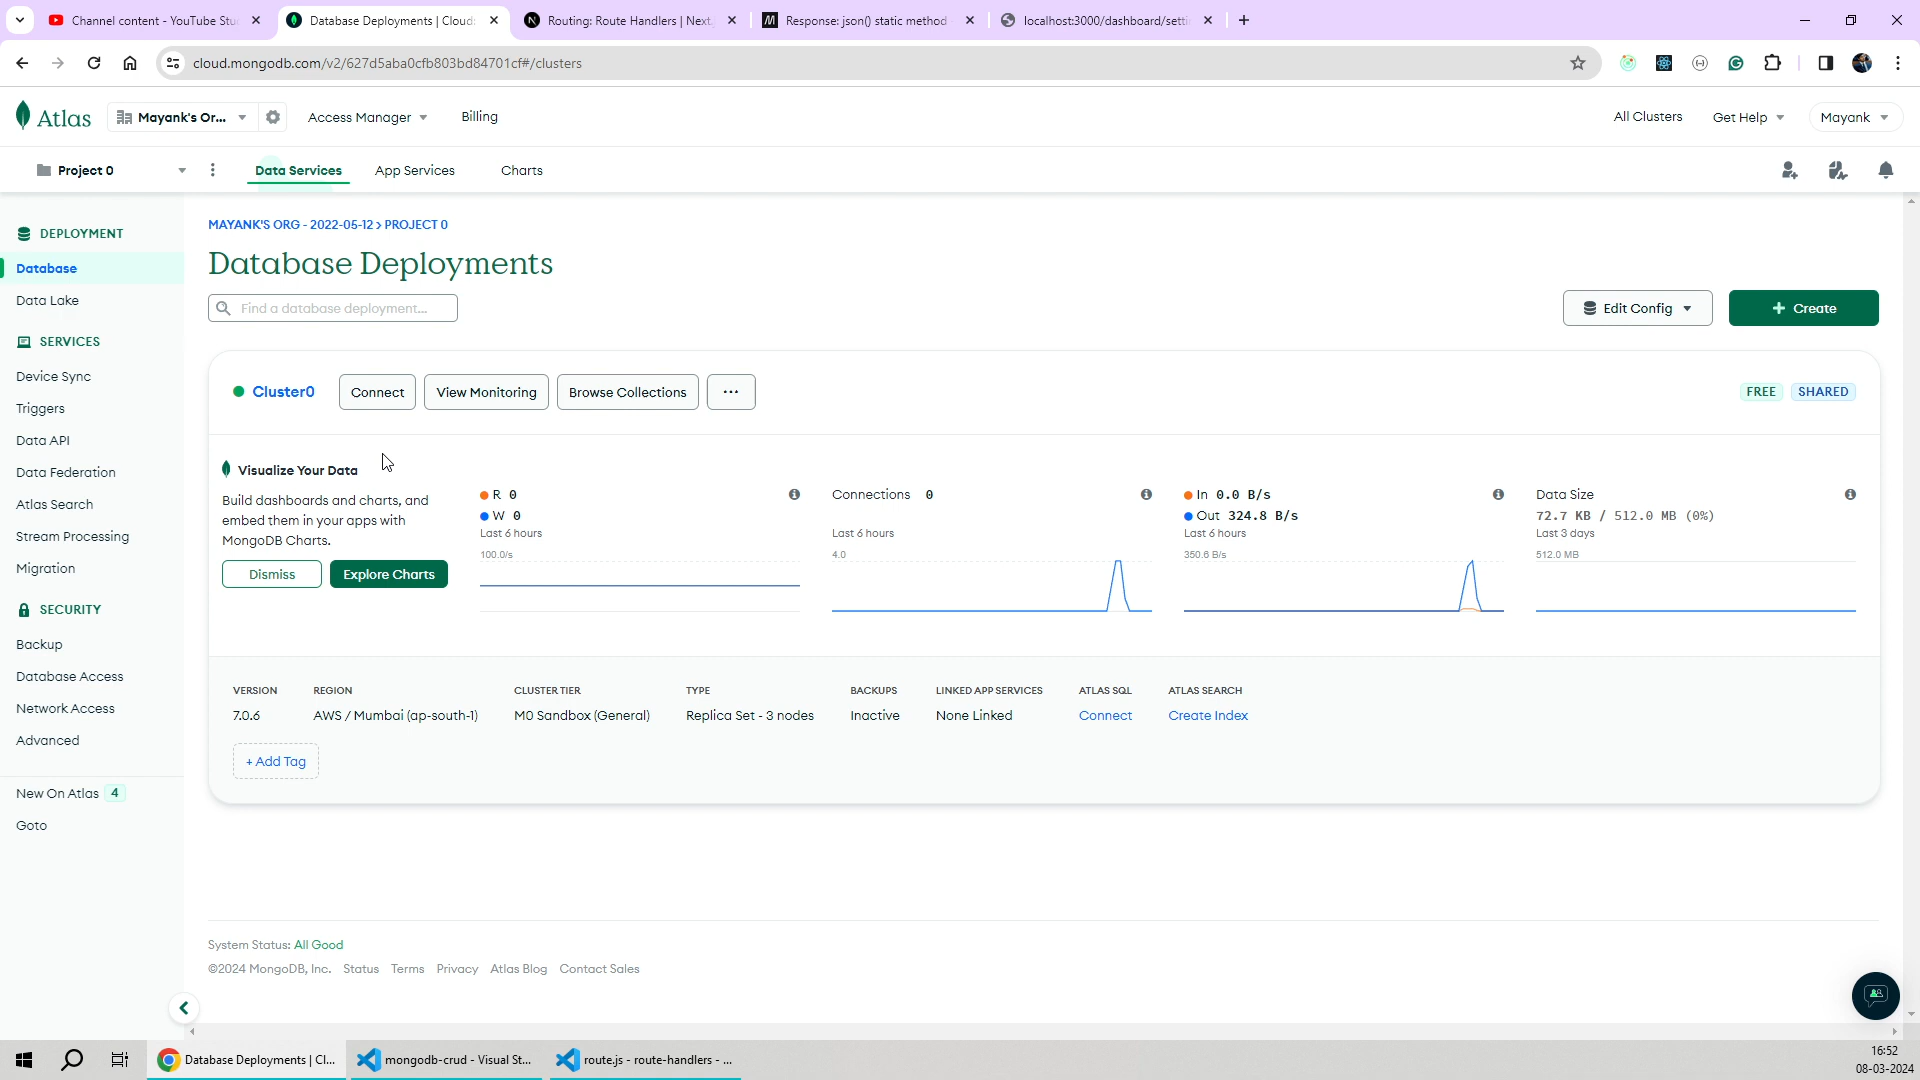 Channel content - YouTube Stu
Database Deployments | Cloud:
Routing: Route Handlers | Next.
Response: json() static method
localhost:3000/dashboard/setti
cloud.mongodb.com/v2/627d5aba0cfb803bd84701cf#/clusters
Atlas
Mayank's Or...
Access Manager
Billing
All Clusters
Get Help
Mayank
Project 0
Data Services
App Services
Charts
DEPLOYMENT
Database
Data Lake
SERVICES
Device Sync
Triggers
Data API
Data Federation
Atlas Search
Stream Processing
Migration
SECURITY
Backup
Database Access
Network Access
Advanced
New On Atlas 4
Goto
MAYANK'S ORG - 2022-05-12 > PROJECT 0
Database Deployments
Find a database deployment...
Edit Config
+ Create
Cluster0
Connect
View Monitoring
Browse Collections
...
FREE
SHARED
Visualize Your Data
Build dashboards and charts, and
embed them in your apps with
MongoDB Charts.
Dismiss
Explore Charts
R 0
W 0
Last 6 hours
100.0/s
Connections 0
Last 6 hours
4.0
In 0.0 B/s
Out 324.8 B/s
Last 6 hours
350.6 B/s
Data Size
72.7 KB / 512.0 MB (0%)
Last 3 days
512.0 MB
VERSION
7.0.6
REGION
AWS / Mumbai (ap-south-1)
CLUSTER TIER
M0 Sandbox (General)
TYPE
Replica Set - 3 nodes
BACKUPS
Inactive
LINKED APP SERVICES
None Linked
ATLAS SQL
Connect
ATLAS SEARCH
Create Index
+ Add Tag
System Status: All Good
©2024 MongoDB, Inc. Status Terms Privacy Atlas Blog Contact Sales
Database Deployments | Cl...
mongodb-crud - Visual St...
route.js - route-handlers - ...
16:52
08-03-2024